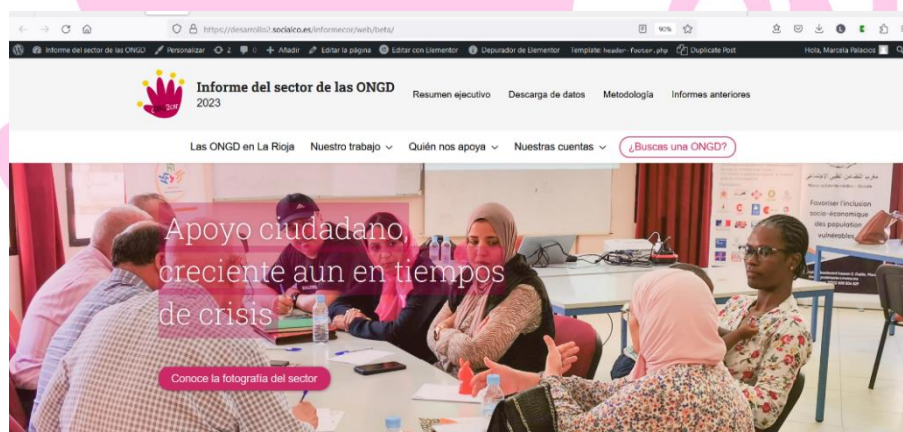 https://desarrollo2.socialco.es/informecor/web/beta/
90%
Informe del sector de las ONGD
Personalizar
2
0
Añadir
Editar la página
Editar con Elementor
Depurador de Elementor
Template: header-footer.php
Duplicate Post
Hola, Marcela Palacios
Informe del sector de las ONGD
2023
Resumen ejecutivo
Descarga de datos
Metodología
Informes anteriores
Las ONGD en La Rioja
Nuestro trabajo
Quién nos apoya
Nuestras cuentas
¿Buscas una ONGD?
Apoyo ciudadano,
creciente aun en tiempos
de crisis
Conoce la fotografía del sector
Favoriser l'inclusion
socio-économique
des population
vulnérables